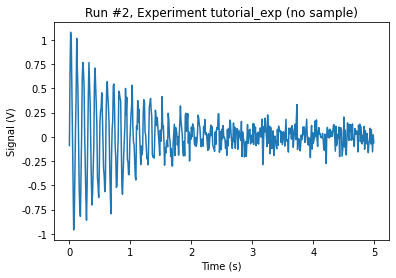 Run #2, Experiment tutorial_exp (no sample)
Signal (V)
1
0.75
0.5
0.25
0
-0.25
-0.5
-0.75
-1
0 1 2 3 4 5
Time (s)